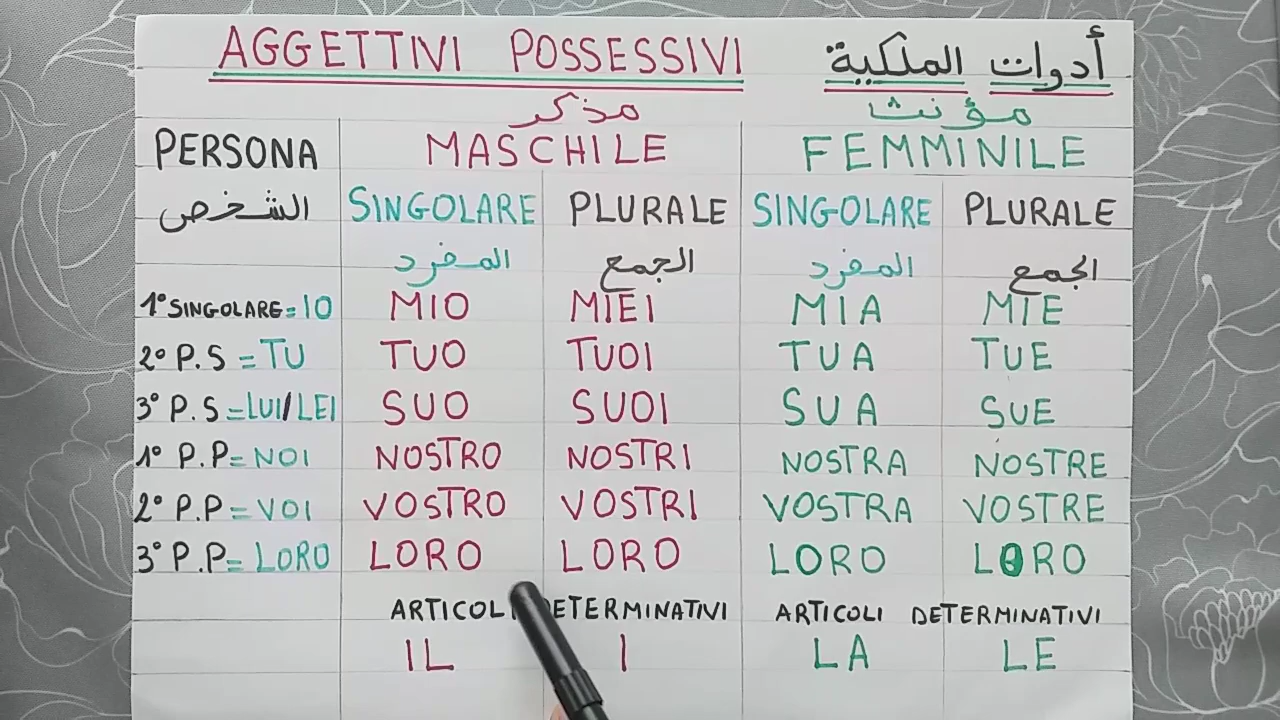 AGGETTIVI POSSESSIVI أدوات الملكية
مذكر مؤنث
PERSONA MASCHILE FEMMINILE
الشخص SINGOLARE PLURALE SINGOLARE PLURALE
المفرد الجمع المفرد الجمع
1° SINGOLARE = IO MIO MIEI MIA MIE
2° P.S = TU TUO TUOI TUA TUE
3° P.S = LUI/LEI SUO SUOI SUA SUE
1° P.P = NOI NOSTRO NOSTRI NOSTRA NOSTRE
2° P.P = VOI VOSTRO VOSTRI VOSTRA VOSTRE
3° P.P = LORO LORO LORO LORO LORO
ARTICOLI DETERMINATIVI ARTICOLI DETERMINATIVI
IL I LA LE